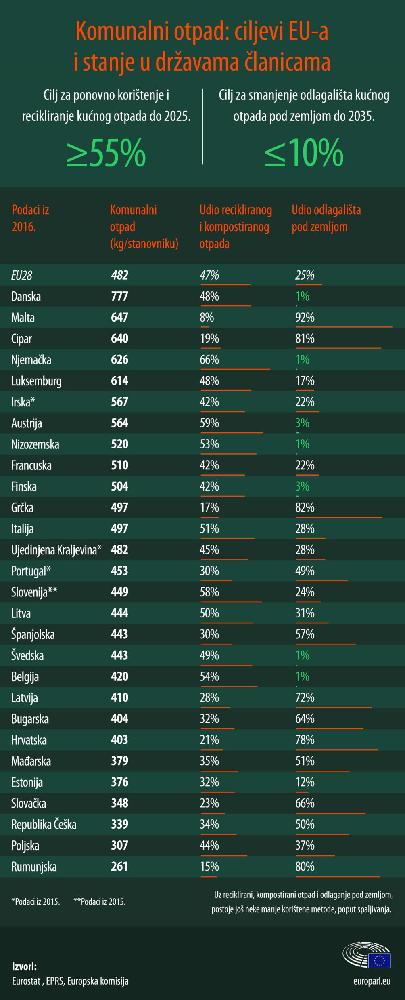 Komunalni otpad: ciljevi EU-a
i stanje u državama članicama
Cilj za ponovno korištenje i
recikliranje kućnog otpada do 2025.
≥55%
Cilj za smanjenje odlagališta kućnog
otpada pod zemljom do 2035.
≤10%
Podaci iz
2016.
Komunalni
otpad
(kg/stanovniku)
Udio recikliranog
i kompostiranog
otpada
Udio odlagališta
pod zemljom
EU28 482 47% 25%
Danska 777 48% 1%
Malta 647 8% 92%
Cipar 640 19% 81%
Njemačka 626 66% 1%
Luksemburg 614 48% 17%
Irska* 567 42% 22%
Austrija 564 59% 3%
Nizozemska 520 53% 1%
Francuska 510 42% 22%
Finska 504 42% 3%
Grčka 497 17% 82%
Italija 497 51% 28%
Ujedinjena Kraljevina* 482 45% 28%
Portugal* 453 30% 49%
Slovenija** 449 58% 24%
Litva 444 50% 31%
Španjolska 443 30% 57%
Švedska 443 49% 1%
Belgija 420 54% 1%
Latvija 410 28% 72%
Bugarska 404 32% 64%
Hrvatska 403 21% 78%
Mađarska 379 35% 51%
Estonija 376 32% 12%
Slovačka 348 23% 66%
Republika Češka 339 34% 50%
Poljska 307 44% 37%
Rumunjska 261 15% 80%
*Podaci iz 2015. **Podaci iz 2015.
Uz reciklirani, kompostirani otpad i odlaganje pod zemljom,
postoje još neke manje korištene metode, poput spaljivanja.
Izvori:
Eurostat , EPRS, Europska komisija
europarl.eu